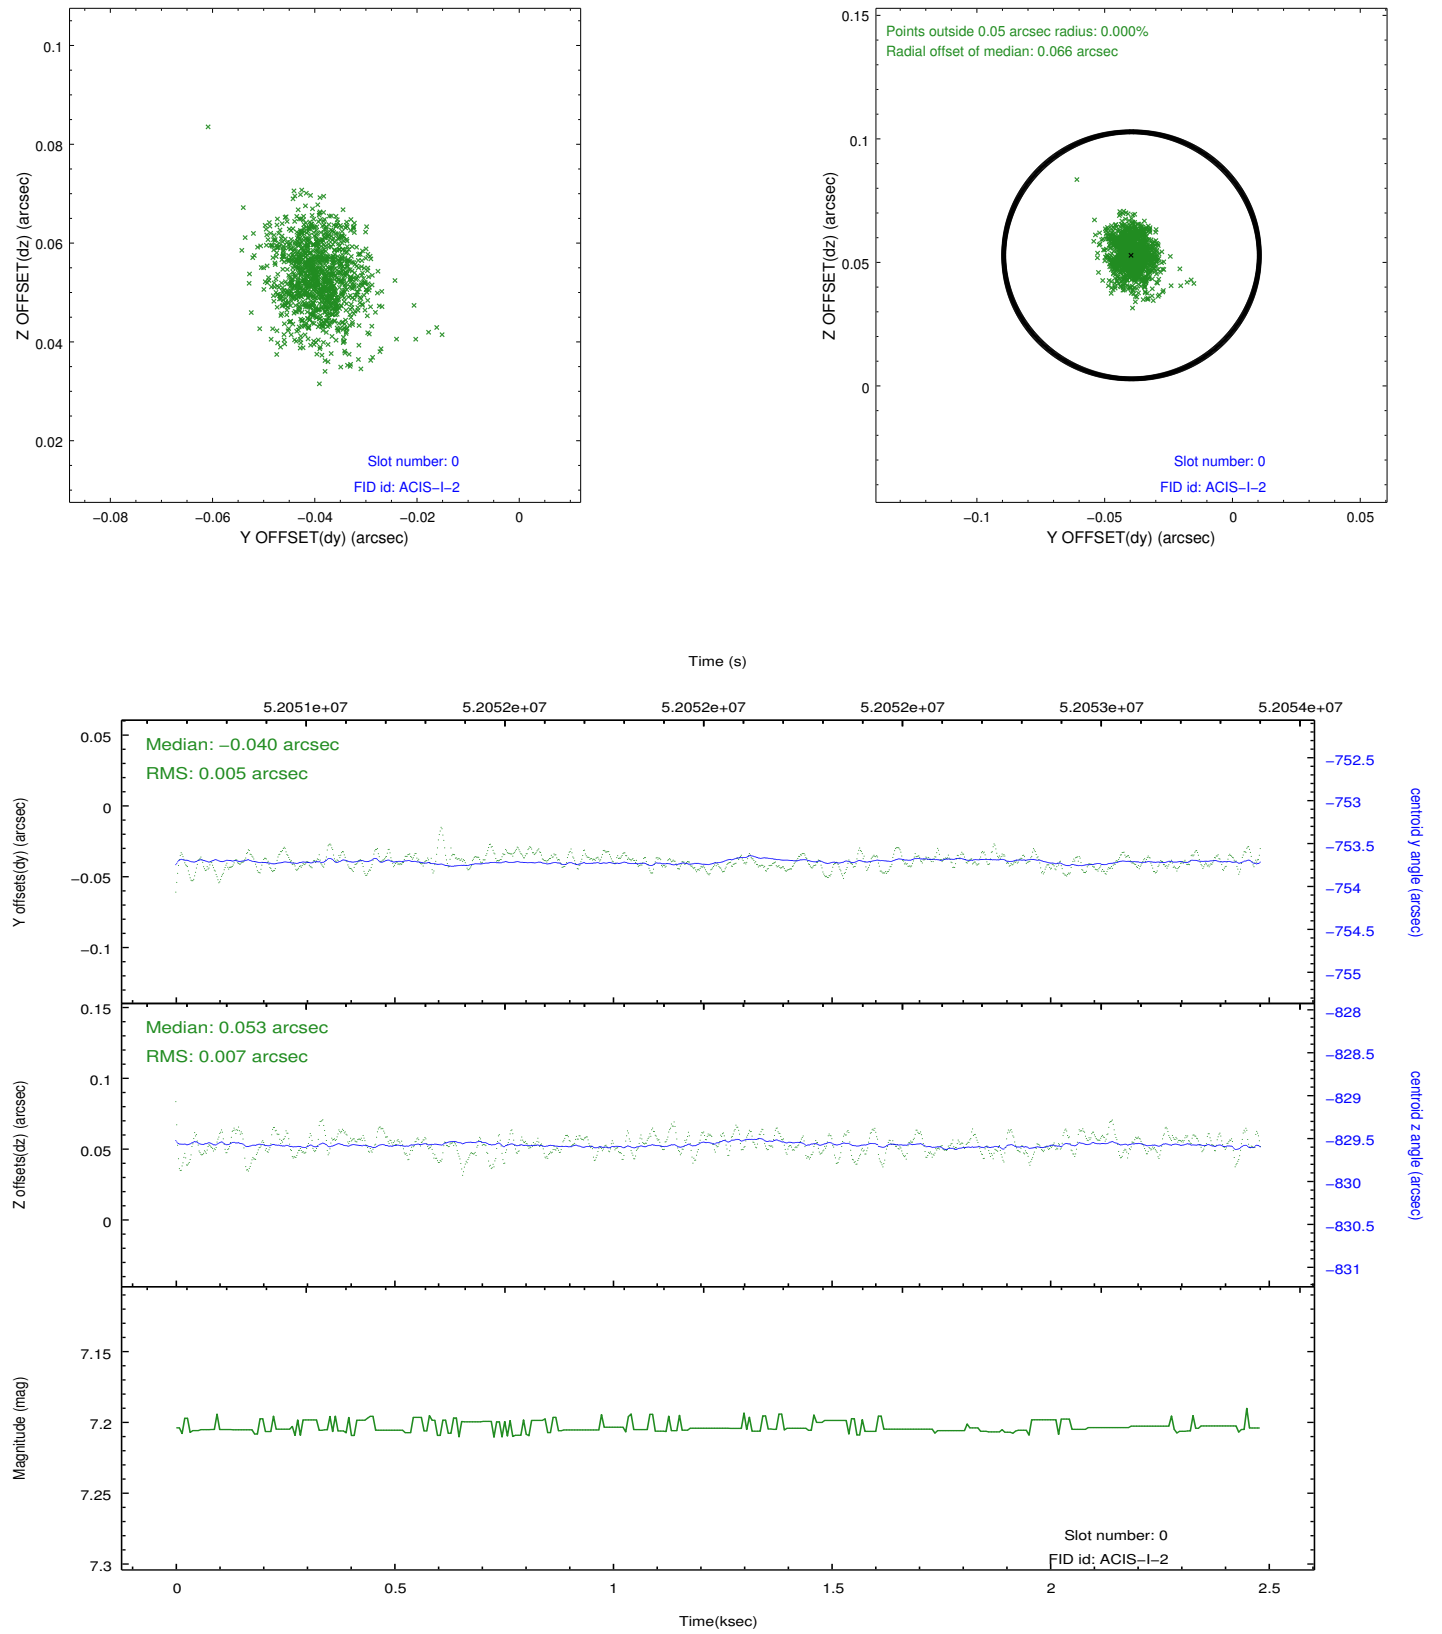 0.1
0.08
0.06
0.04
0.02
Z OFFSET(dz) (arcsec)
Slot number: 0
FID id: ACIS−I−2
−0.08 −0.06 −0.04 −0.02 0
Y OFFSET(dy) (arcsec)
Points outside 0.05 arcsec radius: 0.000%
Radial offset of median: 0.066 arcsec
0.15
0.1
0.05
0
Z OFFSET(dz) (arcsec)
Slot number: 0
FID id: ACIS−I−2
−0.1 −0.05 0 0.05
Y OFFSET(dy) (arcsec)
Time (s)
5.2051e+07 5.2052e+07 5.2052e+07 5.2052e+07 5.2053e+07 5.2054e+07
Median: −0.040 arcsec
RMS: 0.005 arcsec
0.05
0
−0.05
−0.1
Y offsets(dy) (arcsec)
−752.5
−753
−753.5
−754
−754.5
−755
centroid y angle (arcsec)
Median: 0.053 arcsec
RMS: 0.007 arcsec
0.15
0.1
0.05
0
Z offsets(dz) (arcsec)
−828
−828.5
−829
−829.5
−830
−830.5
−831
centroid z angle (arcsec)
7.15
7.2
7.25
7.3
Magnitude (mag)
Slot number: 0
FID id: ACIS−I−2
0 0.5 1 1.5 2 2.5
Time(ksec)